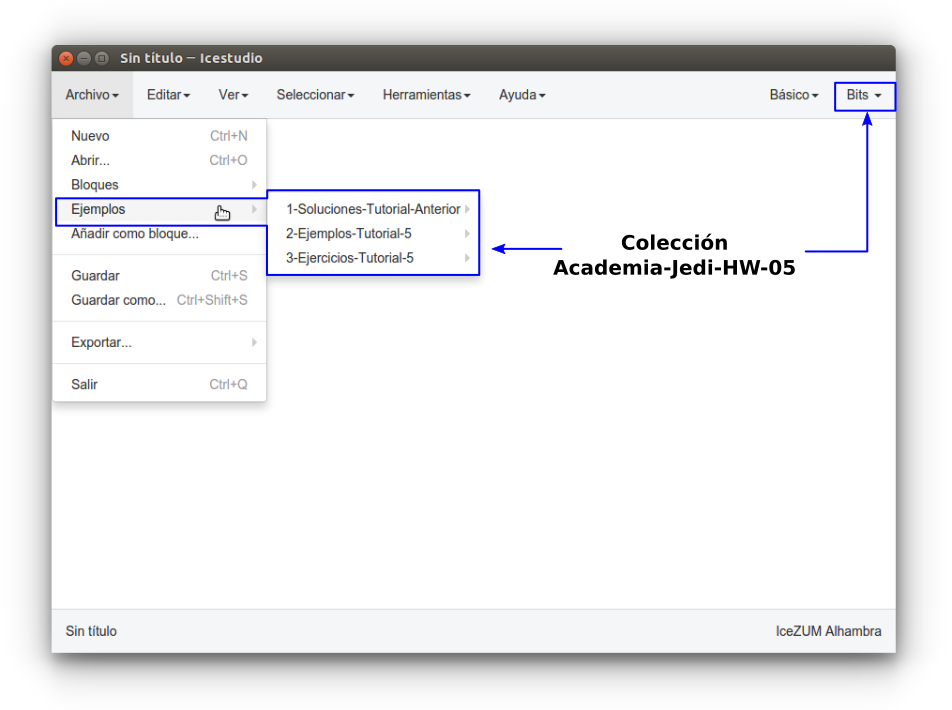 Sin título – Icestudio
Archivo Editar Ver Seleccionar Herramientas Ayuda Básico Bits
Nuevo Ctrl+N
Abrir... Ctrl+O
Bloques
Ejemplos
Añadir como bloque...
Guardar Ctrl+S
Guardar como... Ctrl+Shift+S
Exportar...
Salir Ctrl+Q
1-Soluciones-Tutorial-Anterior
2-Ejemplos-Tutorial-5
3-Ejercicios-Tutorial-5
Colección
Academia-Jedi-HW-05
Sin título IceZUM Alhambra